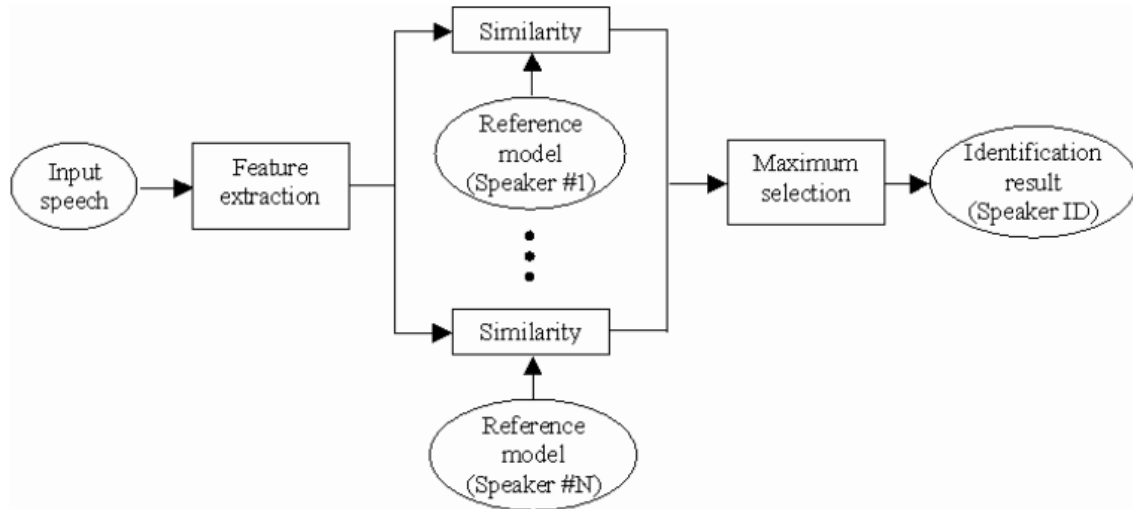 Input
speech
Feature
extraction
Similarity
Reference
model
(Speaker #1)
Similarity
Reference
model
(Speaker #N)
Maximum
selection
Identification
result
(Speaker ID)